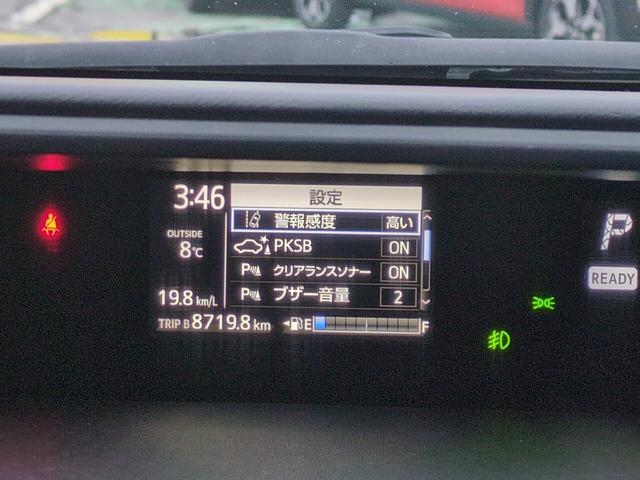 3:46
設定
警報感度 高い
OUTSIDE
8℃
PKSB ON
P クリアランスソナー ON
19.8 km/L
P ブザー音量 2
TRIP B 8719.8 km
E F
P
READY